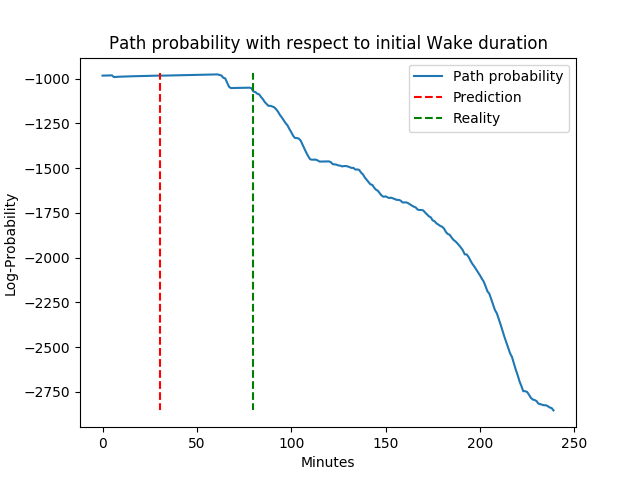 Path probability with respect to initial Wake duration
Path probability
Prediction
Reality
−1000
−1250
−1500
−1750
−2000
−2250
−2500
−2750
Log-Probability
0 50 100 150 200 250
Minutes